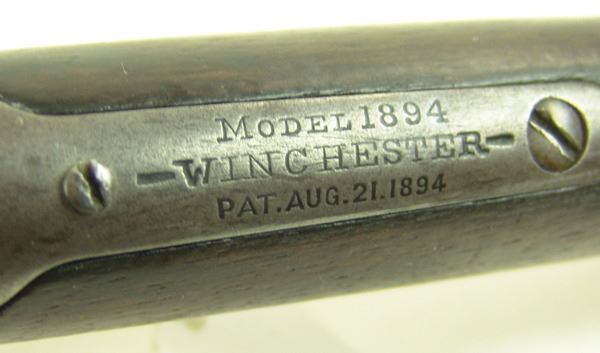 MODEL 1894
-WINCHESTER-
PAT. AUG. 21. 1894